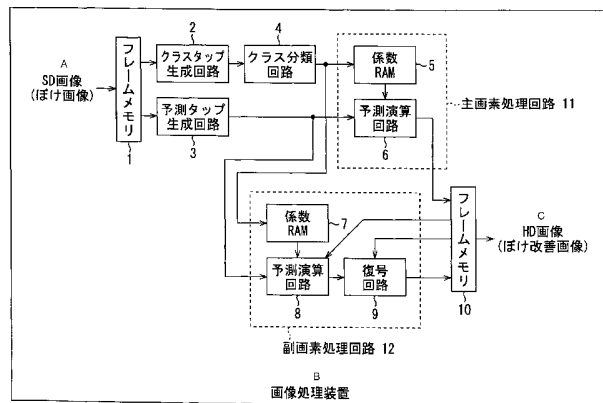 2
4
クラスタップ
生成回路
クラス分類
回路
係数
RAM
5
A
SD画像
(ぼけ画像)
フレームメモリ
1
予測タップ
生成回路
3
予測演算
回路
6
主画素処理回路 11
係数
RAM
7
予測演算
回路
8
復号
回路
9
フレームメモリ
10
C
HD画像
(ぼけ改善画像)
副画素処理回路 12
B
画像処理装置